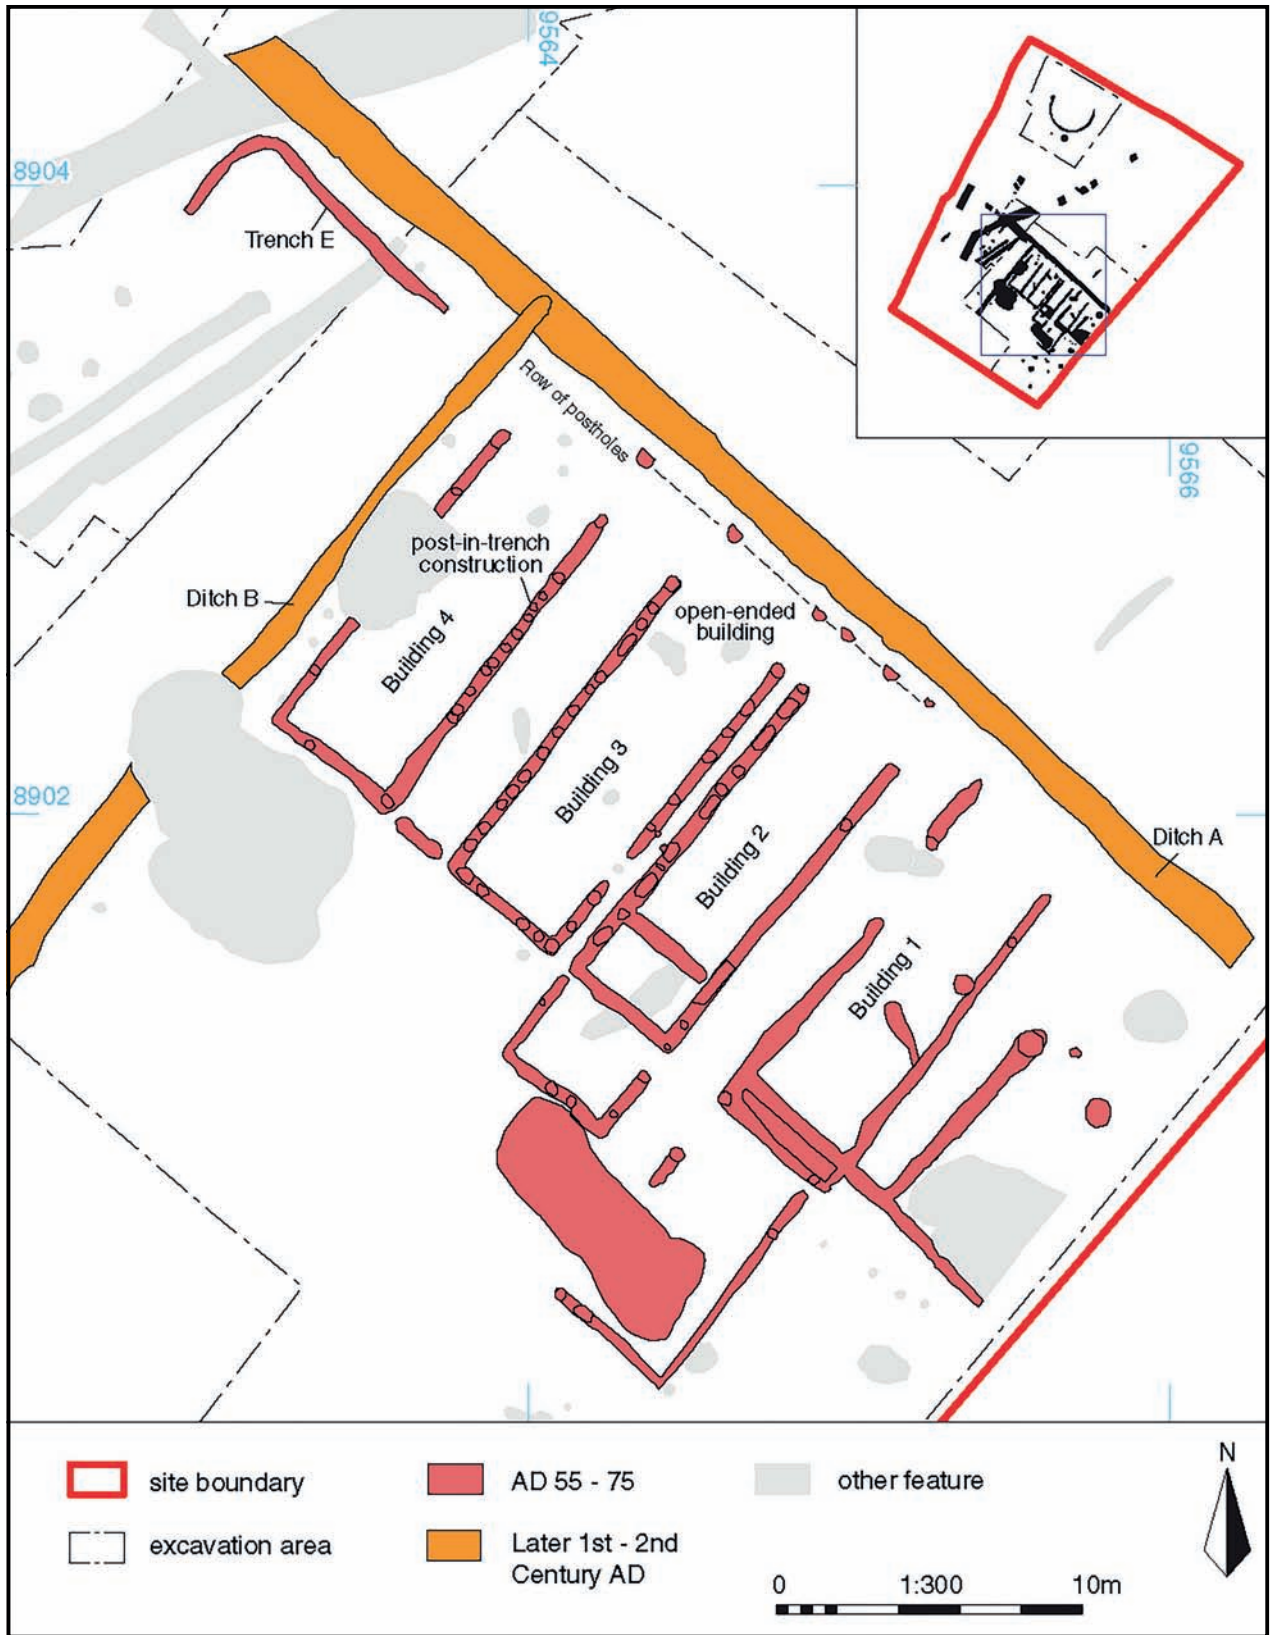 9564
8904
Trench E
Row of postholes
9566
post-in-trench
construction
Ditch B
open-ended
building
Building 4
Building 3
8902
Building 2
Ditch A
Building 1
site boundary
AD 55 - 75
other feature
N
excavation area
Later 1st - 2nd
Century AD
0 1:300 10m